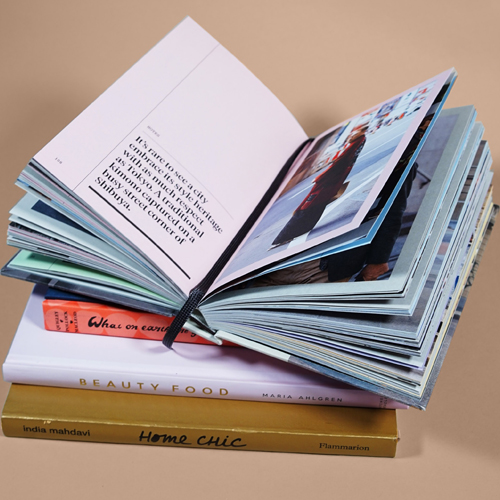 It's rare to see a city
embrace its style heritage
with as much respect
as Tokyo. A traditional
kimono captured on a
busy street corner of
Shibuya.
What on ear
BEAUTY FOOD
MARIA AHLGREN
india mahdavi
HOME CHIC
Flammarion